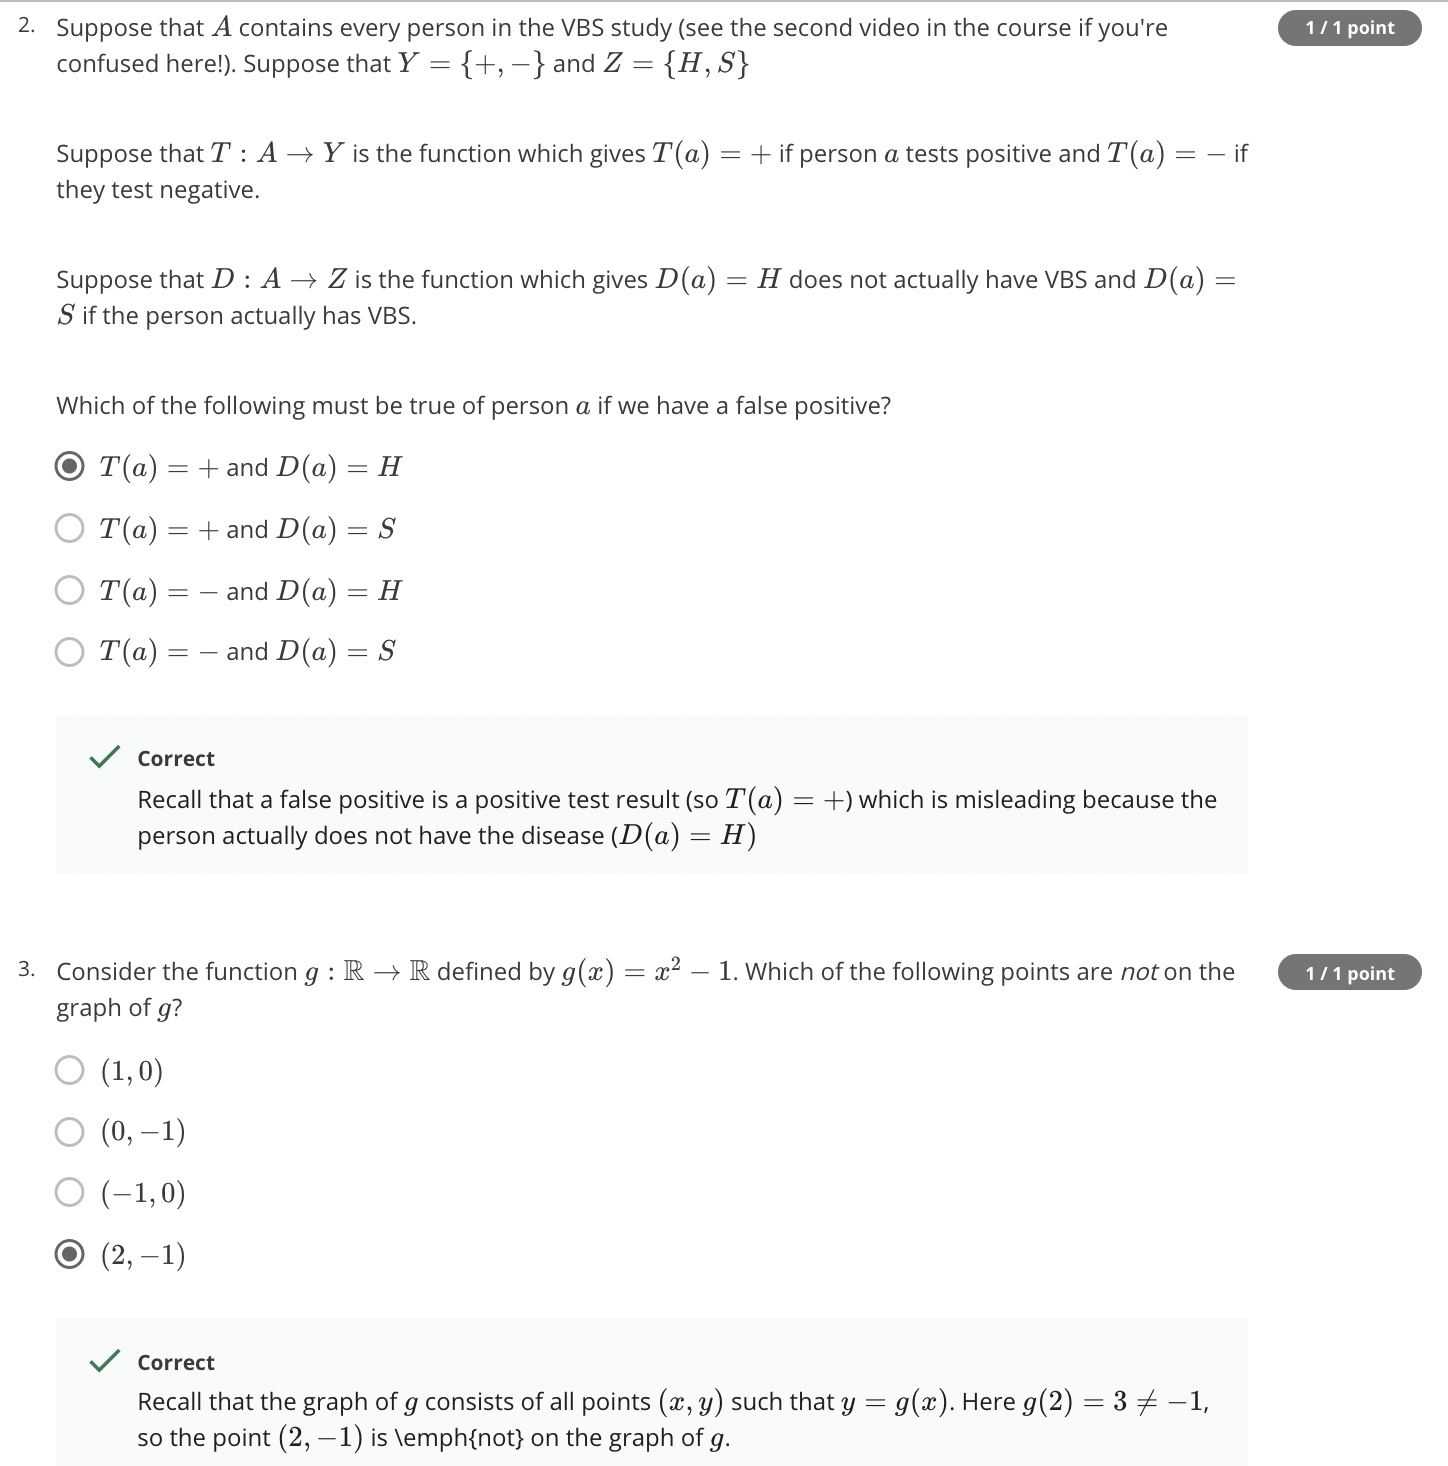 2. Suppose that A contains every person in the VBS study (see the second video in the course if you're
1 / 1 point
confused here!). Suppose that Y = {+, −} and Z = {H, S}
Suppose that T : A → Y is the function which gives T(a) = + if person a tests positive and T(a) = − if
they test negative.
Suppose that D : A → Z is the function which gives D(a) = H does not actually have VBS and D(a) =
S if the person actually has VBS.
Which of the following must be true of person a if we have a false positive?
T(a) = + and D(a) = H
T(a) = + and D(a) = S
T(a) = − and D(a) = H
T(a) = − and D(a) = S
Correct
Recall that a false positive is a positive test result (so T(a) = +) which is misleading because the
person actually does not have the disease (D(a) = H)
3. Consider the function g : ℝ → ℝ defined by g(x) = x² − 1. Which of the following points are not on the
1 / 1 point
graph of g?
(1, 0)
(0, −1)
(−1, 0)
(2, −1)
Correct
Recall that the graph of g consists of all points (x, y) such that y = g(x). Here g(2) = 3 ≠ −1,
so the point (2, −1) is \emph{not} on the graph of g.